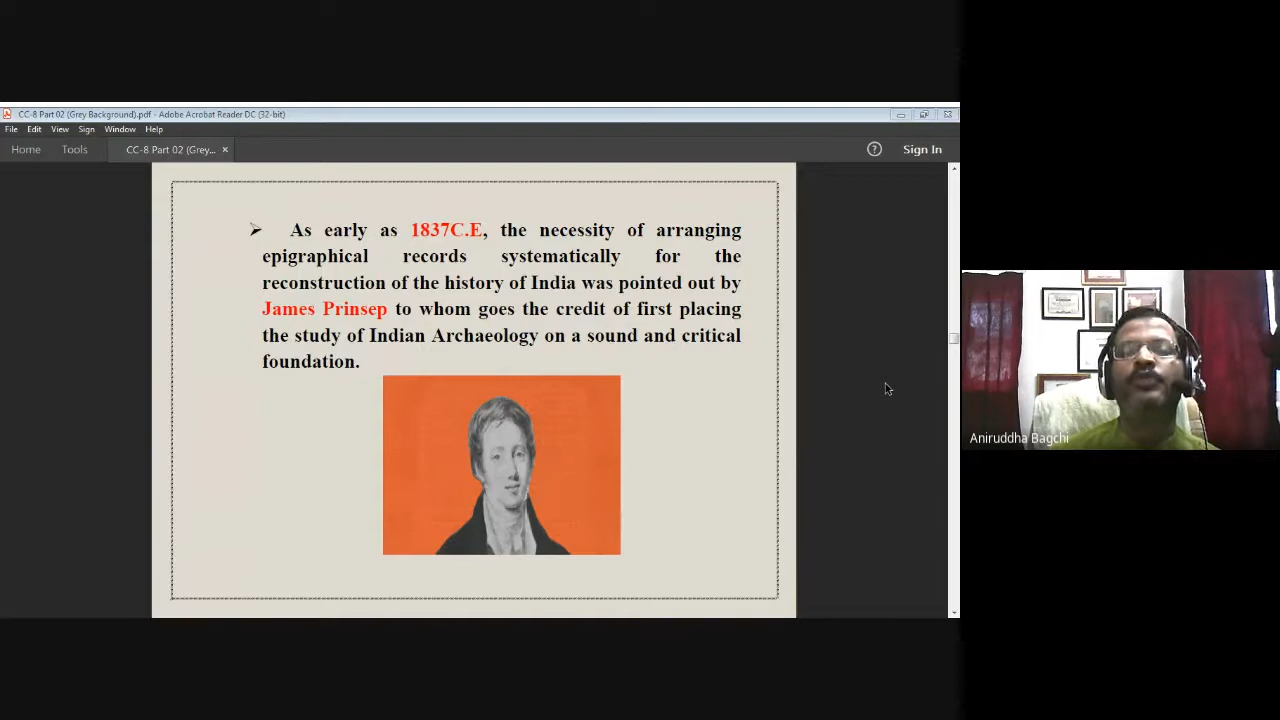 CC-8 Part 02 (Grey Background).pdf - Adobe Acrobat Reader DC (32-bit)
File Edit View Sign Window Help
Home Tools CC-8 Part 02 (Grey... × ? Sign In
➢ As early as 1837C.E, the necessity of arranging
epigraphical records systematically for the
reconstruction of the history of India was pointed out by
James Prinsep to whom goes the credit of first placing
the study of Indian Archaeology on a sound and critical
foundation.
Aniruddha Bagchi